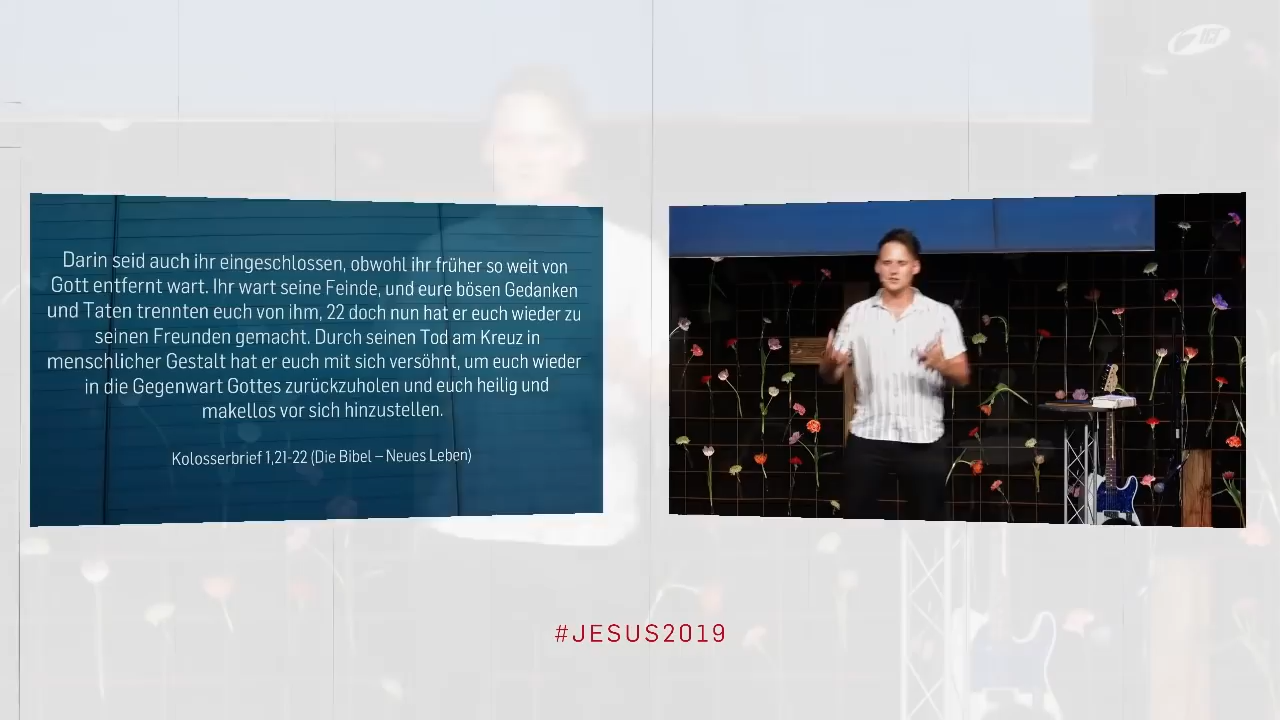 ICF
Darin seid auch ihr eingeschlossen, obwohl ihr früher so weit von
Gott entfernt wart. Ihr wart seine Feinde, und eure bösen Gedanken
und Taten trennten euch von ihm, 22 doch nun hat er euch wieder zu
seinen Freunden gemacht. Durch seinen Tod am Kreuz in
menschlicher Gestalt hat er euch mit sich versöhnt, um euch wieder
in die Gegenwart Gottes zurückzuholen und euch heilig und
makellos vor sich hinzustellen.
Kolosserbrief 1,21-22 (Die Bibel – Neues Leben)
#JESUS2019